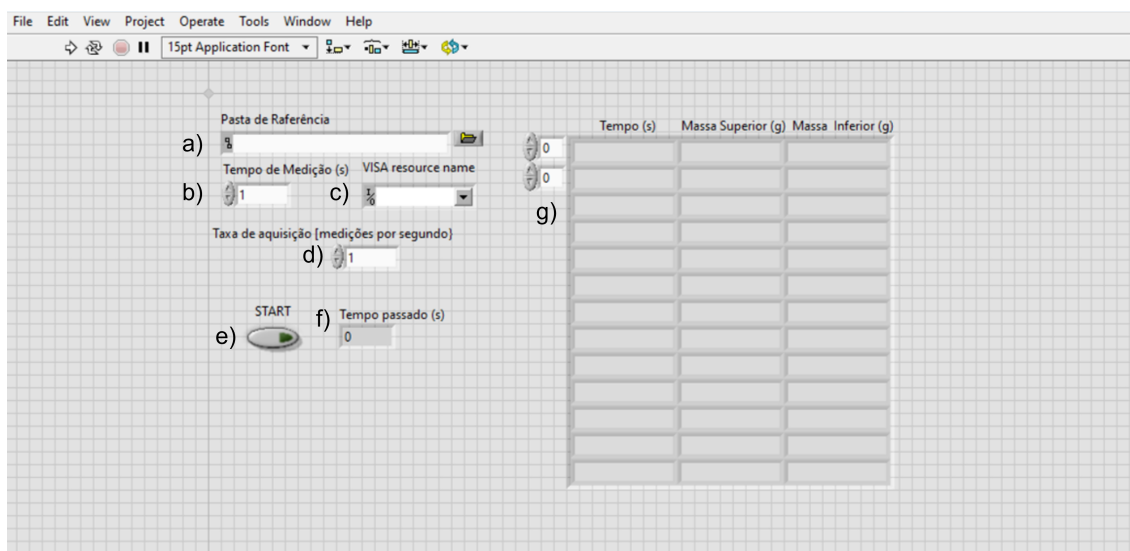 File Edit View Project Operate Tools Window Help
15pt Application Font
Pasta de Raferência
a)
Tempo (s) Massa Superior (g) Massa Inferior (g)
0
Tempo de Medição (s) VISA resource name
b) 1 c)
0
g)
Taxa de aquisição [medições por segundo}
d) 1
START
f) Tempo passado (s)
e) 0